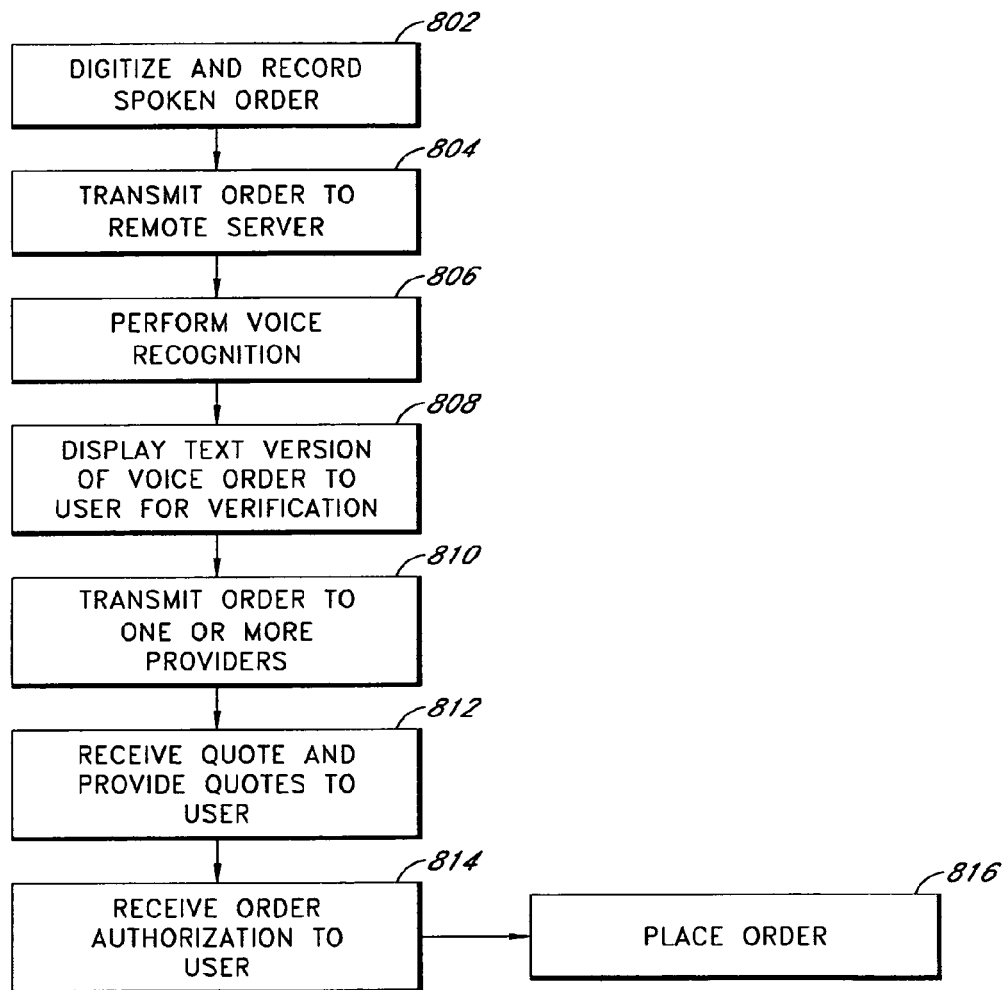 802
DIGITIZE AND RECORD
SPOKEN ORDER
804
TRANSMIT ORDER TO
REMOTE SERVER
806
PERFORM VOICE
RECOGNITION
808
DISPLAY TEXT VERSION
OF VOICE ORDER TO
USER FOR VERIFICATION
810
TRANSMIT ORDER TO
ONE OR MORE
PROVIDERS
812
RECEIVE QUOTE AND
PROVIDE QUOTES TO
USER
814
RECEIVE ORDER
AUTHORIZATION TO
USER
816
PLACE ORDER